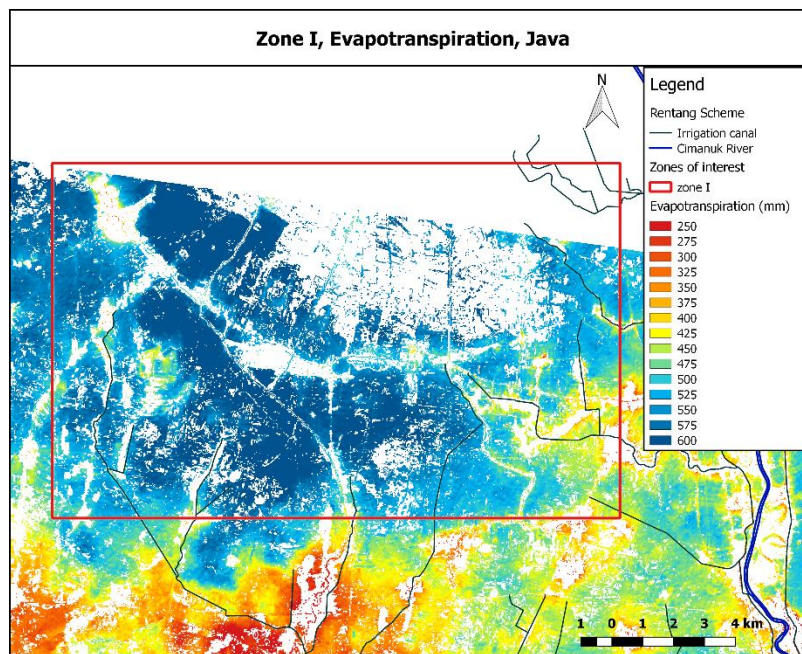 Zone I, Evapotranspiration, Java
N
Legend
Rentang Scheme
Irrigation canal
Cimanuk River
Zones of interest
zone I
Evapotranspiration (mm)
250
275
300
325
350
375
400
425
450
475
500
525
550
575
600
1 0 1 2 3 4 km